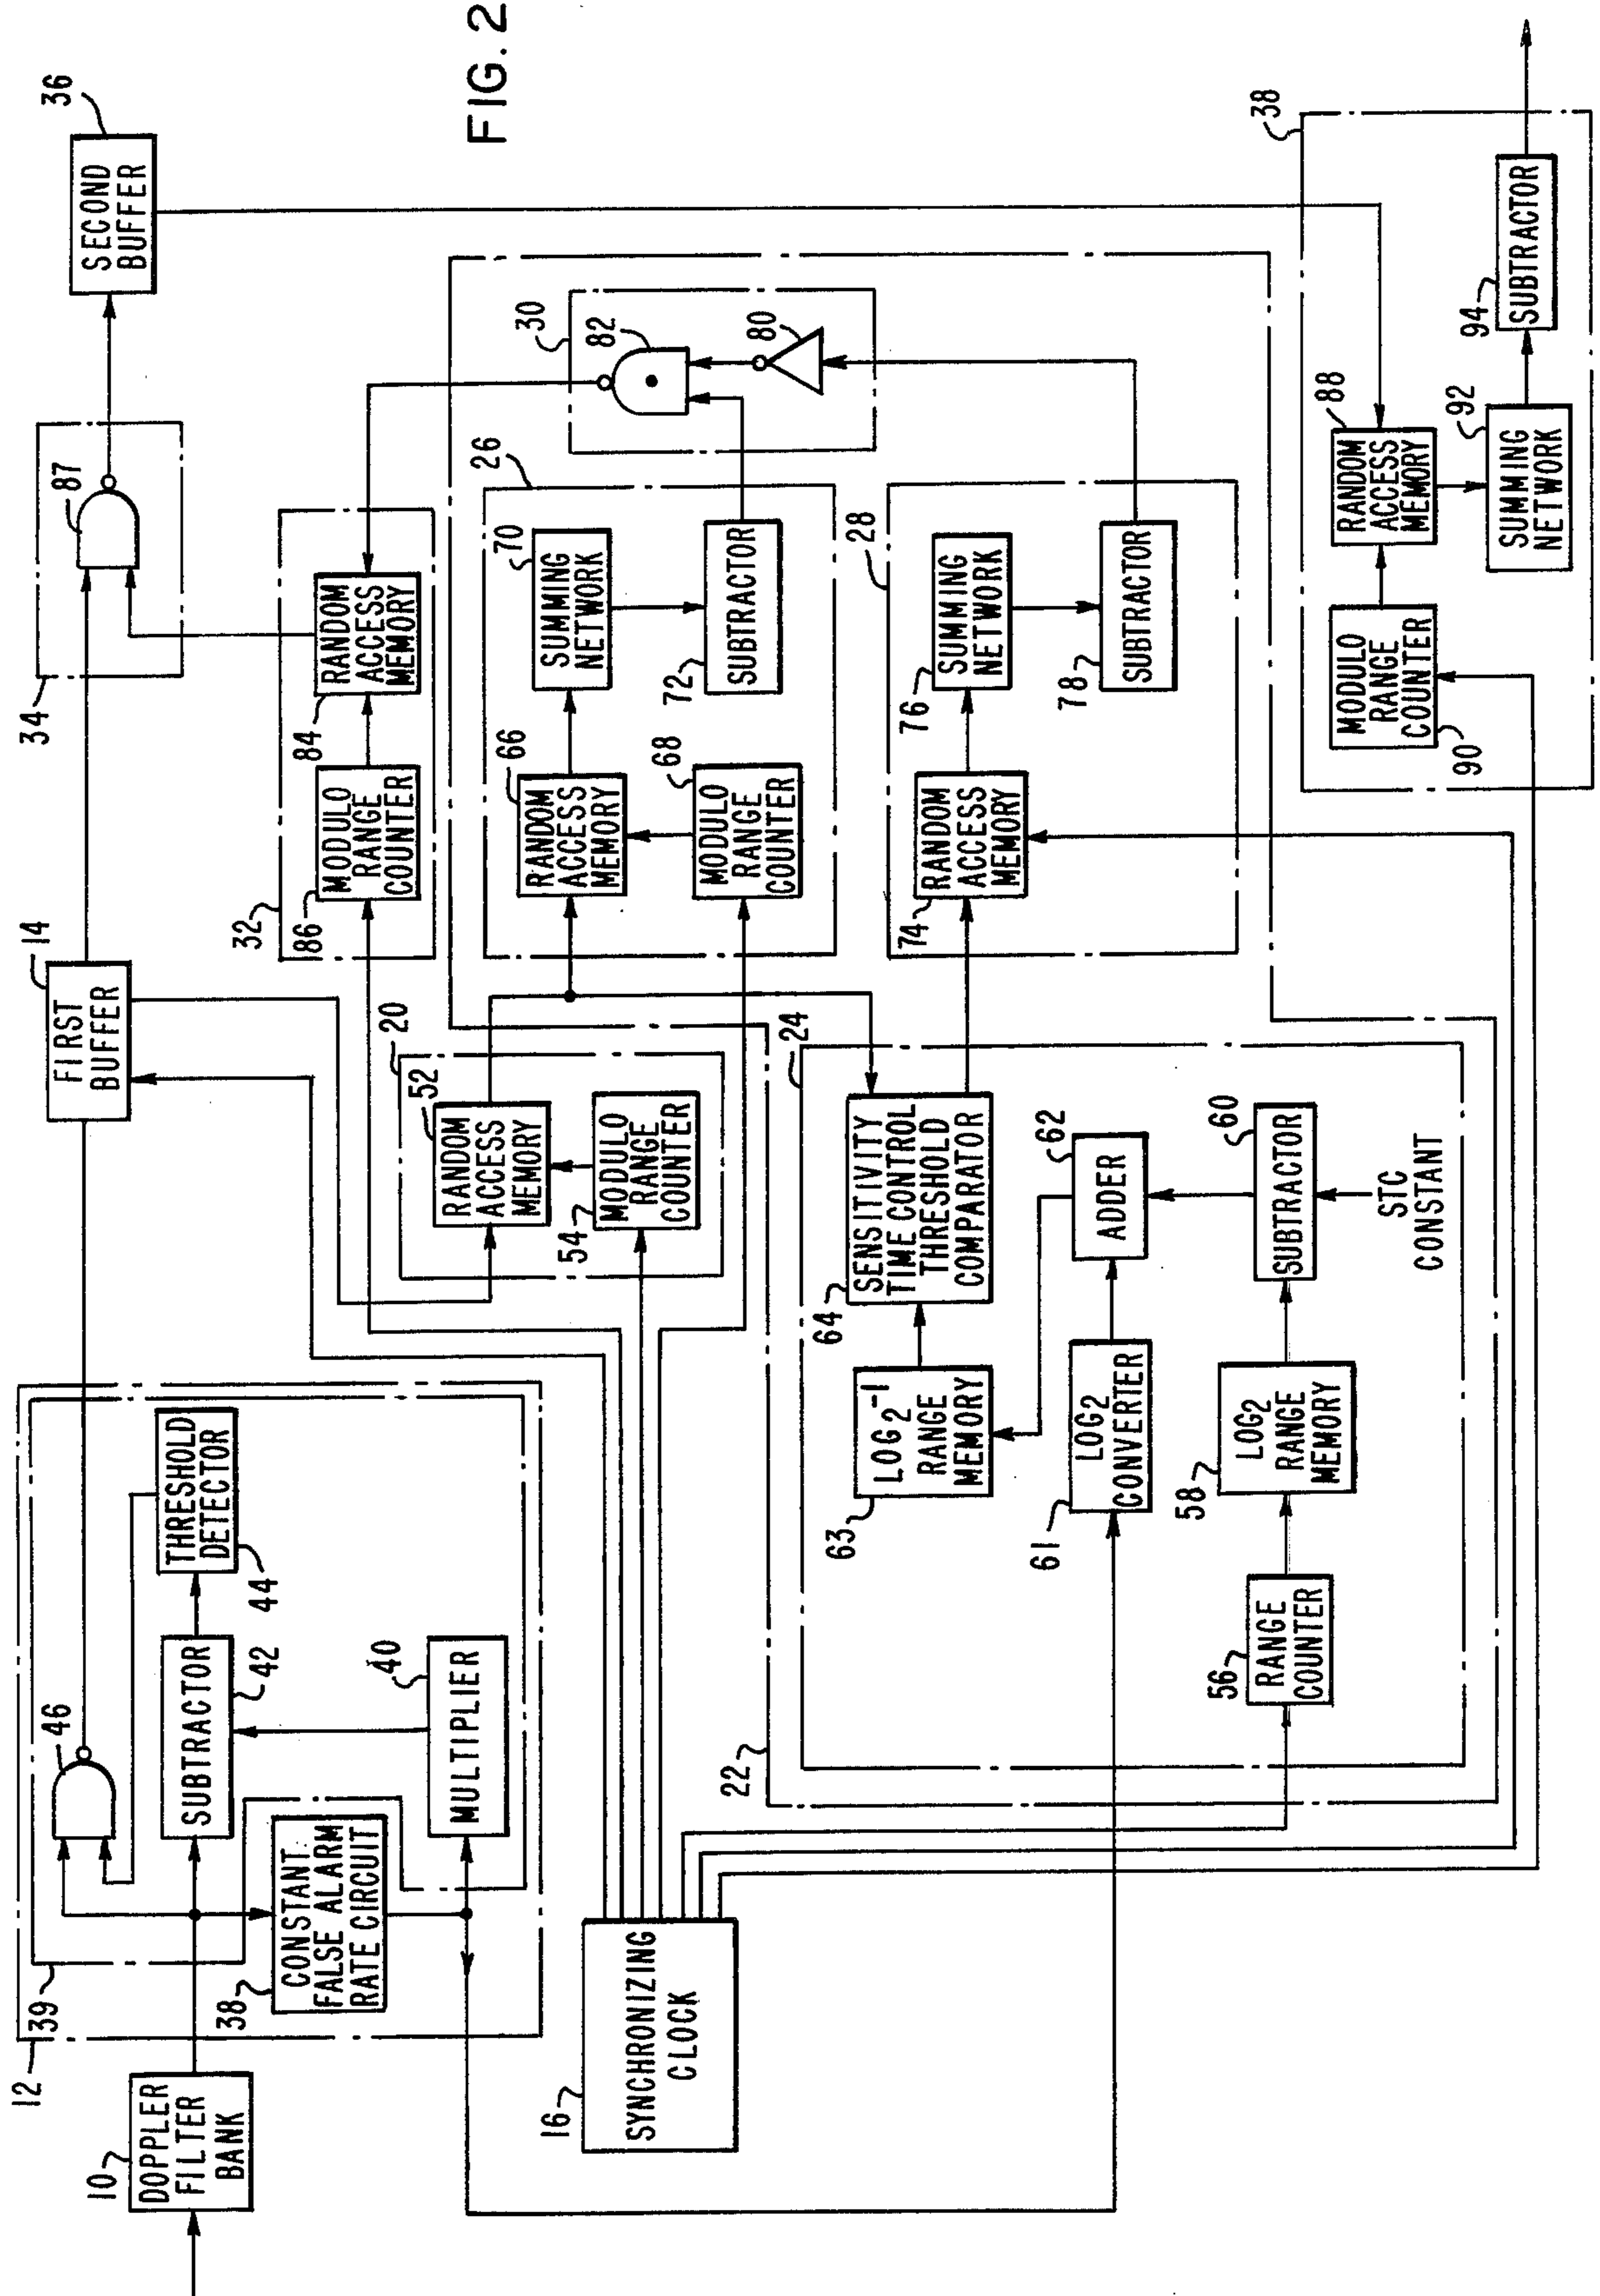 FIG. 2
10
DOPPLER
FILTER
BANK
12
39
46
SUBTRACTOR
42
THRESHOLD
DETECTOR
44
38
CONSTANT
FALSE ALARM
RATE CIRCUIT
40
MULTIPLIER
16
SYNCHRONIZING
CLOCK
14
FIRST
BUFFER
34
87
36
SECOND
BUFFER
32
86
MODULO
RANGE
COUNTER
84
RANDOM
ACCESS
MEMORY
20
52
RANDOM
ACCESS
MEMORY
54
MODULO
RANGE
COUNTER
26
66
RANDOM
ACCESS
MEMORY
68
MODULO
RANGE
COUNTER
70
SUMMING
NETWORK
72
SUBTRACTOR
30
82
80
28
74
RANDOM
ACCESS
MEMORY
76
SUMMING
NETWORK
78
SUBTRACTOR
22
24
64
SENSITIVITY
TIME CONTROL
THRESHOLD
COMPARATOR
63
LOG2⁻¹
RANGE
MEMORY
61
LOG2
CONVERTER
62
ADDER
56
RANGE
COUNTER
58
LOG2
RANGE
MEMORY
60
SUBTRACTOR
STC
CONSTANT
38
90
MODULO
RANGE
COUNTER
88
RANDOM
ACCESS
MEMORY
92
SUMMING
NETWORK
94
SUBTRACTOR